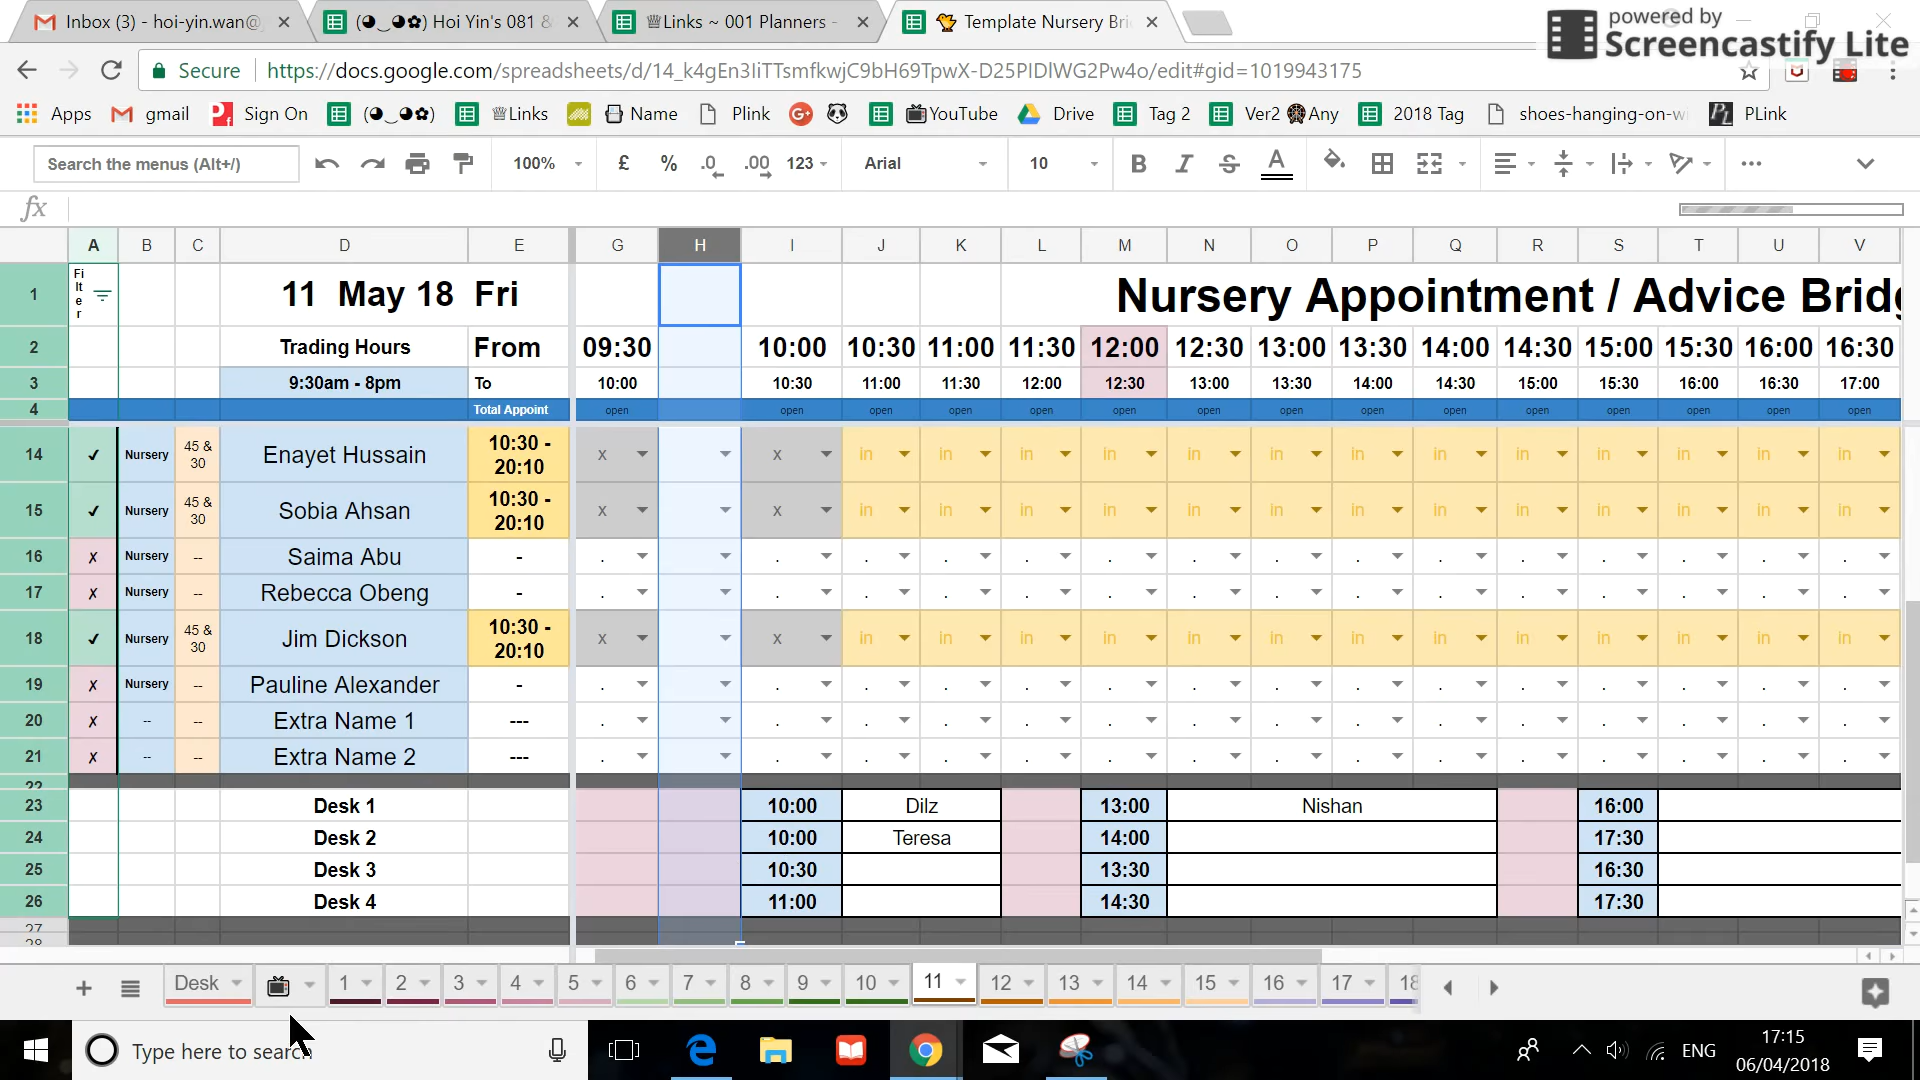 powered by
Screencastify Lite
Inbox (3) - hoi-yin.wan@
Hoi Yin's 081 &
Links ~ 001 Planners -
Template Nursery Bri
Secure https://docs.google.com/spreadsheets/d/14_k4gEn3IiTTsmfkwjC9bH69TpwX-D25PIDlWG2Pw4o/edit#gid=1019943175
Apps gmail Sign On Links Name Plink YouTube Drive Tag 2 Ver2 Any 2018 Tag shoes-hanging-on-w PLink
Search the menus (Alt+/) 100% £ % .0 .00 123 Arial 10 B I S A
fx
A B C D E G H I J K L M N O P Q R S T U V
1 Filter 11 May 18 Fri Nursery Appointment / Advice Bridg
2 Trading Hours From 09:30 10:00 10:30 11:00 11:30 12:00 12:30 13:00 13:30 14:00 14:30 15:00 15:30 16:00 16:30
3 9:30am - 8pm To 10:00 10:30 11:00 11:30 12:00 12:30 13:00 13:30 14:00 14:30 15:00 15:30 16:00 16:30 17:00
4 Total Appoint open open open open open open open open open open open open open open open
14 ✓ Nursery 45 & 30 Enayet Hussain 10:30 - 20:10 x x in in in in in in in in in in in in in
15 ✓ Nursery 45 & 30 Sobia Ahsan 10:30 - 20:10 x x in in in in in in in in in in in in in
16 ✗ Nursery -- Saima Abu - . . . . . . . . . . . . . . .
17 ✗ Nursery -- Rebecca Obeng - . . . . . . . . . . . . . . .
18 ✓ Nursery 45 & 30 Jim Dickson 10:30 - 20:10 x x in in in in in in in in in in in in in
19 ✗ Nursery -- Pauline Alexander - . . . . . . . . . . . . . . .
20 ✗ -- -- Extra Name 1 --- . . . . . . . . . . . . . . .
21 ✗ -- -- Extra Name 2 --- . . . . . . . . . . . . . . .
22
23 Desk 1 10:00 Dilz 13:00 Nishan 16:00
24 Desk 2 10:00 Teresa 14:00 17:30
25 Desk 3 10:30 13:30 16:30
26 Desk 4 11:00 14:30 17:30
27
28
Desk 1 2 3 4 5 6 7 8 9 10 11 12 13 14 15 16 17 18
Type here to search
ENG
17:15
06/04/2018